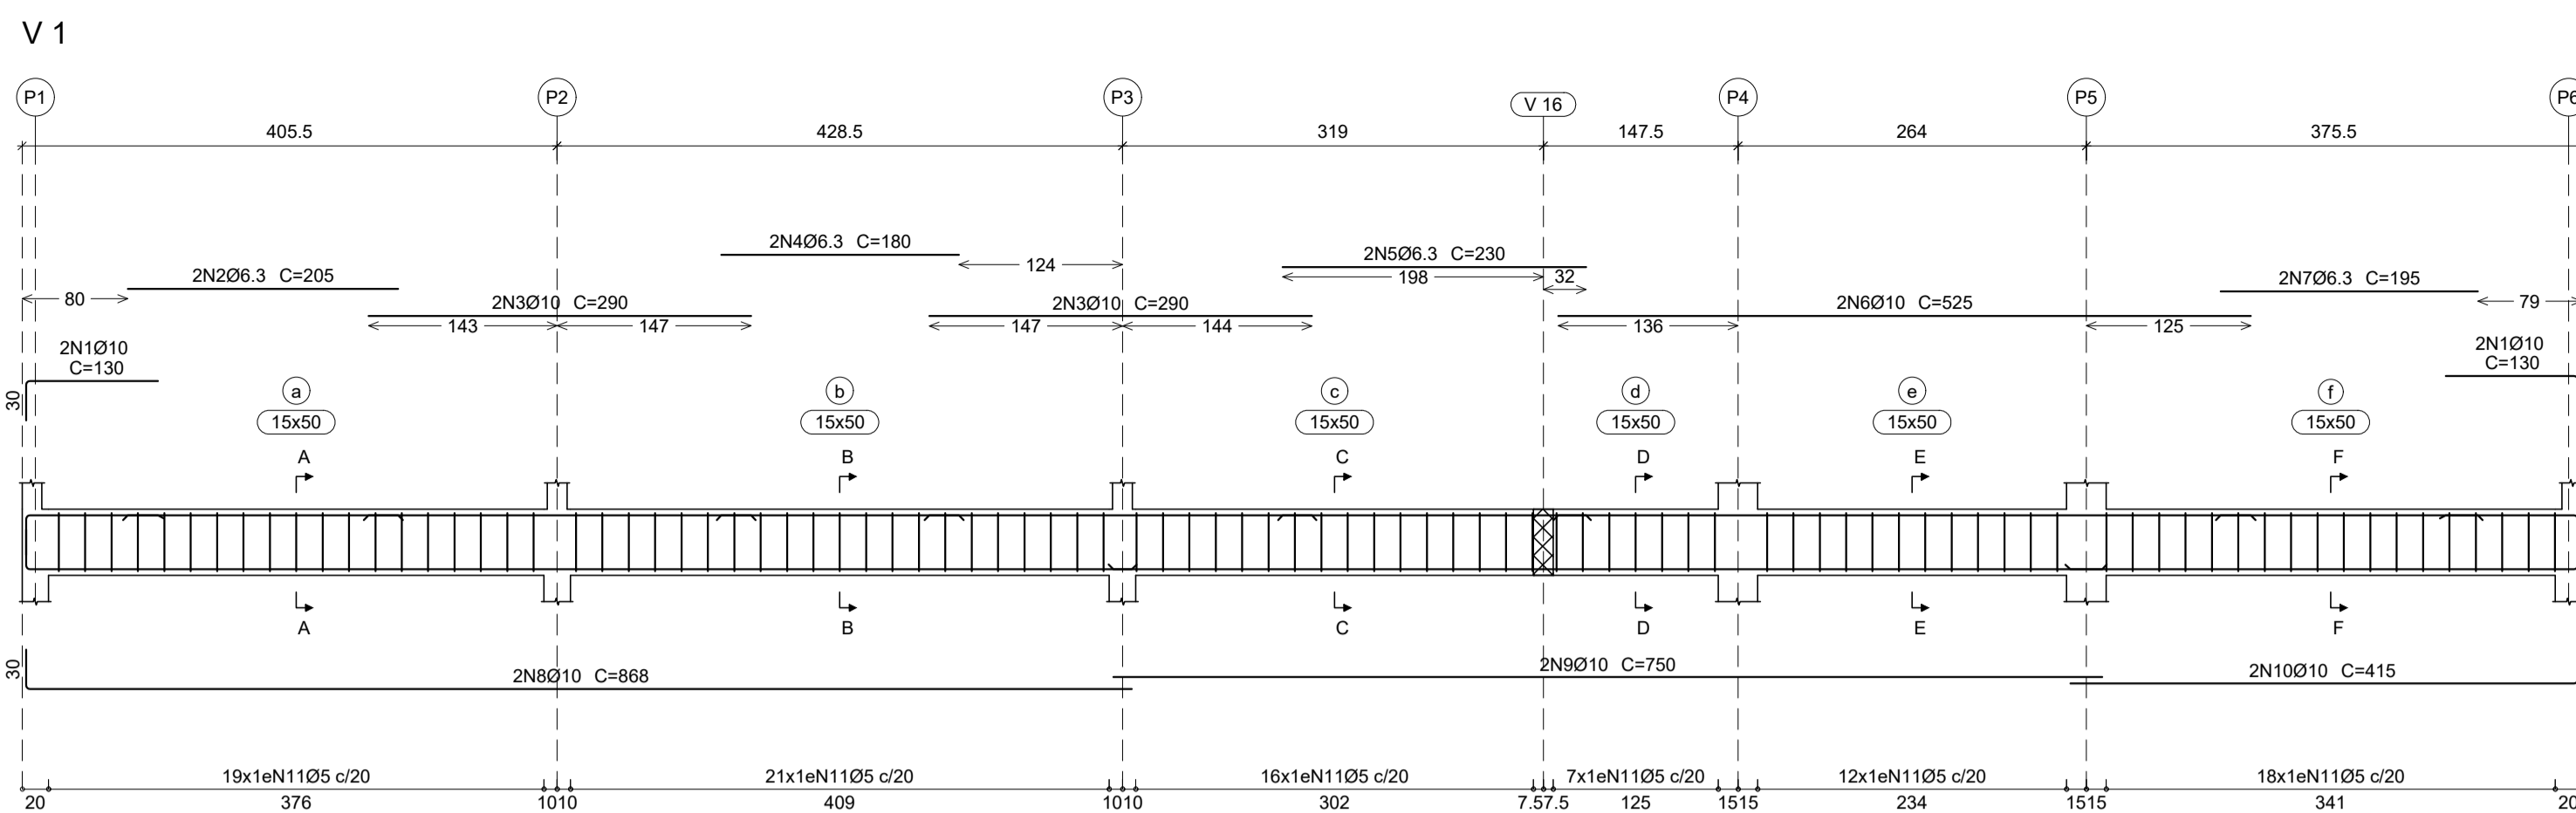 V 1
P1 P2 P3 V 16 P4 P5 P6
405.5 428.5 319 147.5 264 375.5
2N4Ø6.3 C=180
124
2N5Ø6.3 C=230
198 32
2N2Ø6.3 C=205
80
2N7Ø6.3 C=195
79
2N3Ø10 C=290
143 147
2N3Ø10 C=290
147 144
2N6Ø10 C=525
136 125
2N1Ø10
C=130
30
2N1Ø10
C=130
a b c d e f
15x50 15x50 15x50 15x50 15x50 15x50
A B C D E F
A B C D E F
30
2N8Ø10 C=868
2N9Ø10 C=750
2N10Ø10 C=415
19x1eN11Ø5 c/20 21x1eN11Ø5 c/20 16x1eN11Ø5 c/20 7x1eN11Ø5 c/20 12x1eN11Ø5 c/20 18x1eN11Ø5 c/20
20 376 1010 409 1010 302 7.57.5 125 1515 234 1515 341 20